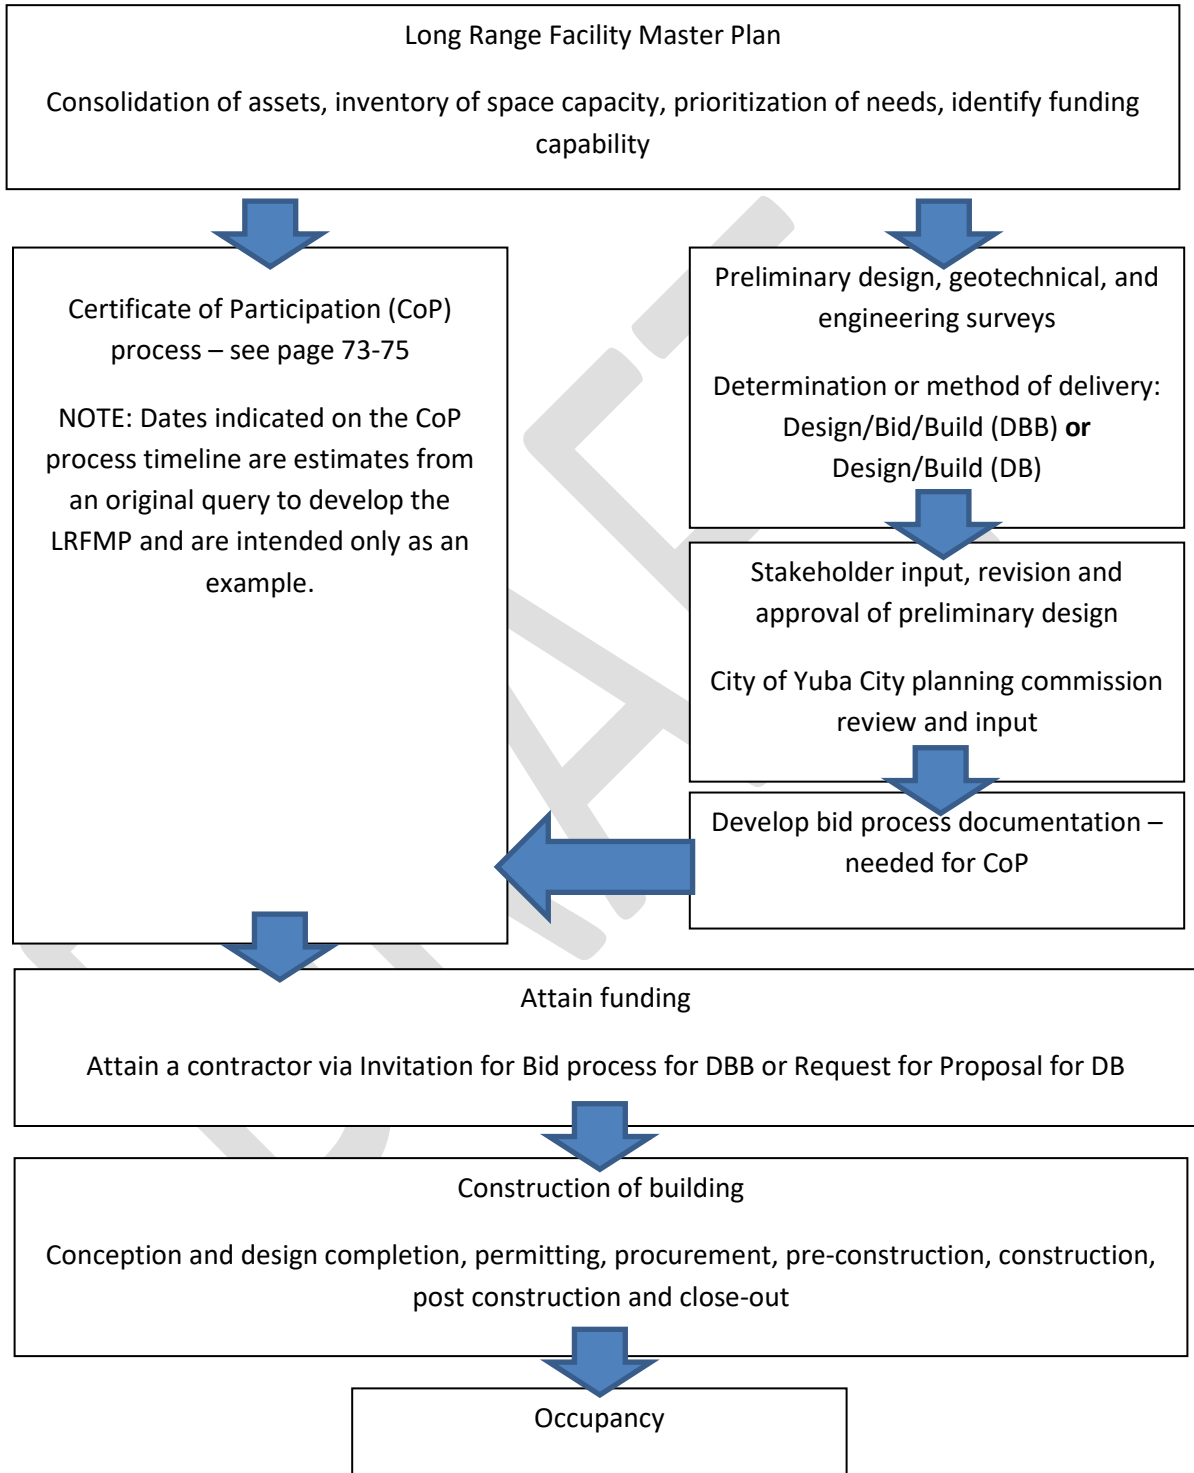 Long Range Facility Master Plan
Consolidation of assets, inventory of space capacity, prioritization of needs, identify funding
capability
Certificate of Participation (CoP)
process – see page 73-75
NOTE: Dates indicated on the CoP
process timeline are estimates from
an original query to develop the
LRFMP and are intended only as an
example.
Preliminary design, geotechnical, and
engineering surveys
Determination or method of delivery:
Design/Bid/Build (DBB) or
Design/Build (DB)
Stakeholder input, revision and
approval of preliminary design
City of Yuba City planning commission
review and input
Develop bid process documentation –
needed for CoP
Attain funding
Attain a contractor via Invitation for Bid process for DBB or Request for Proposal for DB
Construction of building
Conception and design completion, permitting, procurement, pre-construction, construction,
post construction and close-out
Occupancy
DRAFT